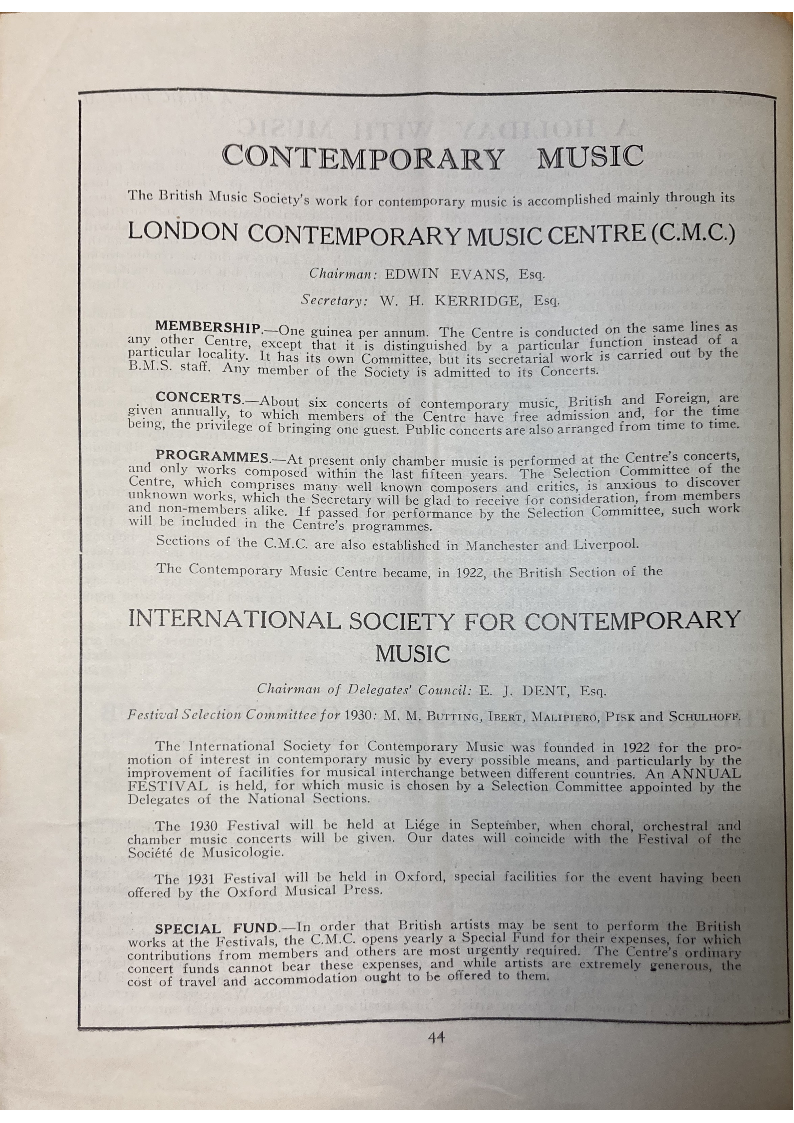 CONTEMPORARY MUSIC
The British Music Society's work for contemporary music is accomplished mainly through its
LONDON CONTEMPORARY MUSIC CENTRE (C.M.C.)
Chairman: EDWIN EVANS, Esq.
Secretary: W. H. KERRIDGE, Esq.
MEMBERSHIP.—One guinea per annum. The Centre is conducted on the same lines as
any other Centre, except that it is distinguished by a particular function instead of a
particular locality. It has its own Committee, but its secretarial work is carried out by the
B.M.S. staff. Any member of the Society is admitted to its Concerts.
CONCERTS.—About six concerts of contemporary music, British and Foreign, are
given annually, to which members of the Centre have free admission and, for the time
being, the privilege of bringing one guest. Public concerts are also arranged from time to time.
PROGRAMMES.—At present only chamber music is performed at the Centre's concerts,
and only works composed within the last fifteen years. The Selection Committee of the
Centre, which comprises many well known composers and critics, is anxious to discover
unknown works, which the Secretary will be glad to receive for consideration, from members
and non-members alike. If passed for performance by the Selection Committee, such work
will be included in the Centre's programmes.
Sections of the C.M.C. are also established in Manchester and Liverpool.
The Contemporary Music Centre became, in 1922, the British Section of the
INTERNATIONAL SOCIETY FOR CONTEMPORARY
MUSIC
Chairman of Delegates' Council: E. J. DENT, Esq.
Festival Selection Committee for 1930: M. M. BUTTING, IBERT, MALIPIERO, PISK and SCHULHOFF.
The International Society for Contemporary Music was founded in 1922 for the pro-
motion of interest in contemporary music by every possible means, and particularly by the
improvement of facilities for musical interchange between different countries. An ANNUAL
FESTIVAL is held, for which music is chosen by a Selection Committee appointed by the
Delegates of the National Sections.
The 1930 Festival will be held at Liége in September, when choral, orchestral and
chamber music concerts will be given. Our dates will coincide with the Festival of the
Société de Musicologie.
The 1931 Festival will be held in Oxford, special facilities for the event having been
offered by the Oxford Musical Press.
SPECIAL FUND.—In order that British artists may be sent to perform the British
works at the Festivals, the C.M.C. opens yearly a Special Fund for their expenses, for which
contributions from members and others are most urgently required. The Centre's ordinary
concert funds cannot bear these expenses, and while artists are extremely generous, the
cost of travel and accommodation ought to be offered to them.
44